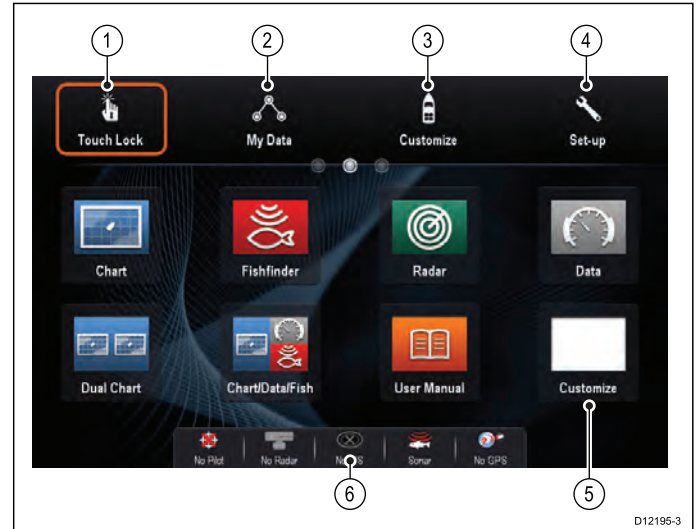 1 2 3 4
Touch Lock My Data Customize Set-up
Chart Fishfinder Radar Data
Dual Chart Chart/Data/Fish User Manual Customize
No Pilot No Radar Sonar No GPS
6 5
D12195-3